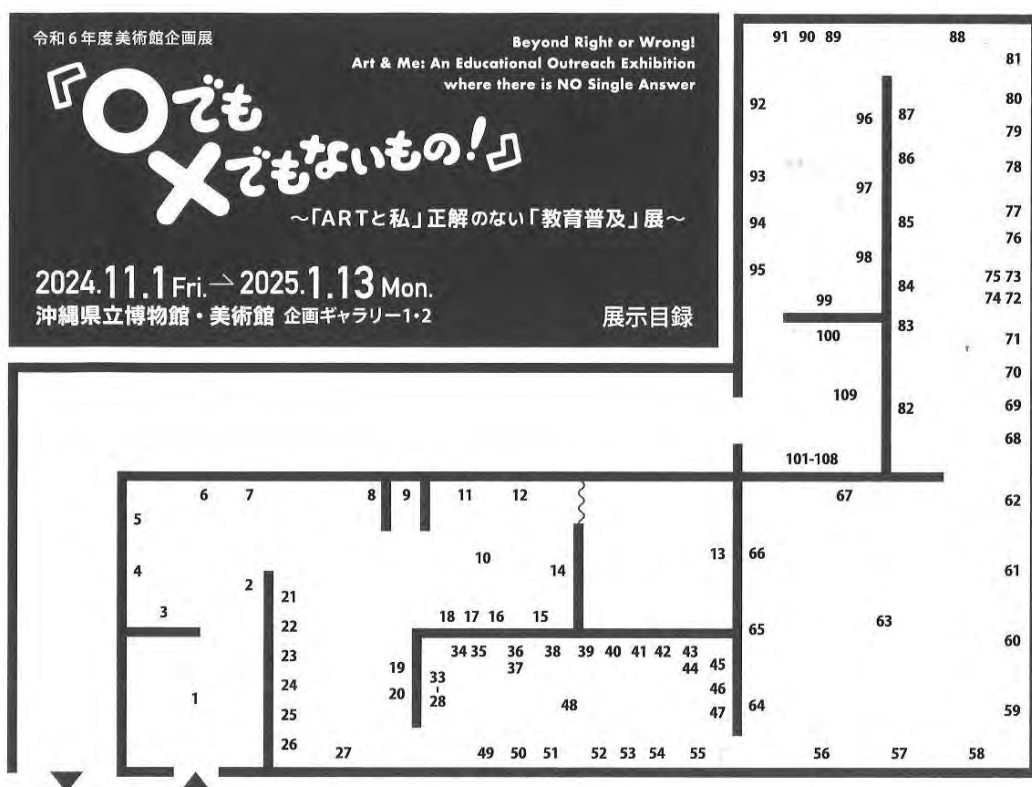 令和6年度美術館企画展
Beyond Right or Wrong!
Art & Me: An Educational Outreach Exhibition
where there is NO Single Answer
『○でも
×でもないもの!』
〜「ARTと私」正解のない「教育普及」展〜
2024.11.1 Fri.→2025.1.13 Mon.
沖縄県立博物館・美術館 企画ギャラリー1・2
展示目録
91 90 89 88
81
92 96 87 80
79
86 78
93 97
94 85 77
76
95 98 84 75 73
99 74 72
100 83 71
70
109 82 69
68
101-108
6 7 8 9 11 12 67 62
5
10 13 66
4 2 14 61
21
3 18 17 16 15 63
22 65
34 35 36 38 39 40 41 42 43 60
23 19 37 44 45
33
24 20 - 46
1 28 48 47 64
25 59
26 27 49 50 51 52 53 54 55 56 57 58